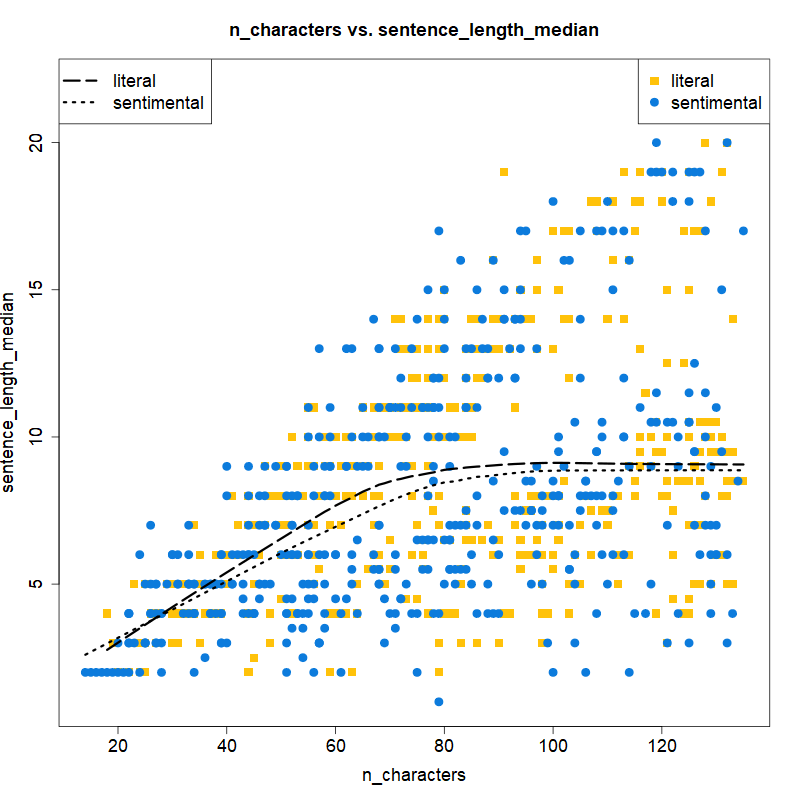 n_characters vs. sentence_length_median
literal
sentimental
literal
sentimental
sentence_length_median
20
15
10
5
20
40
60
80
100
120
n_characters